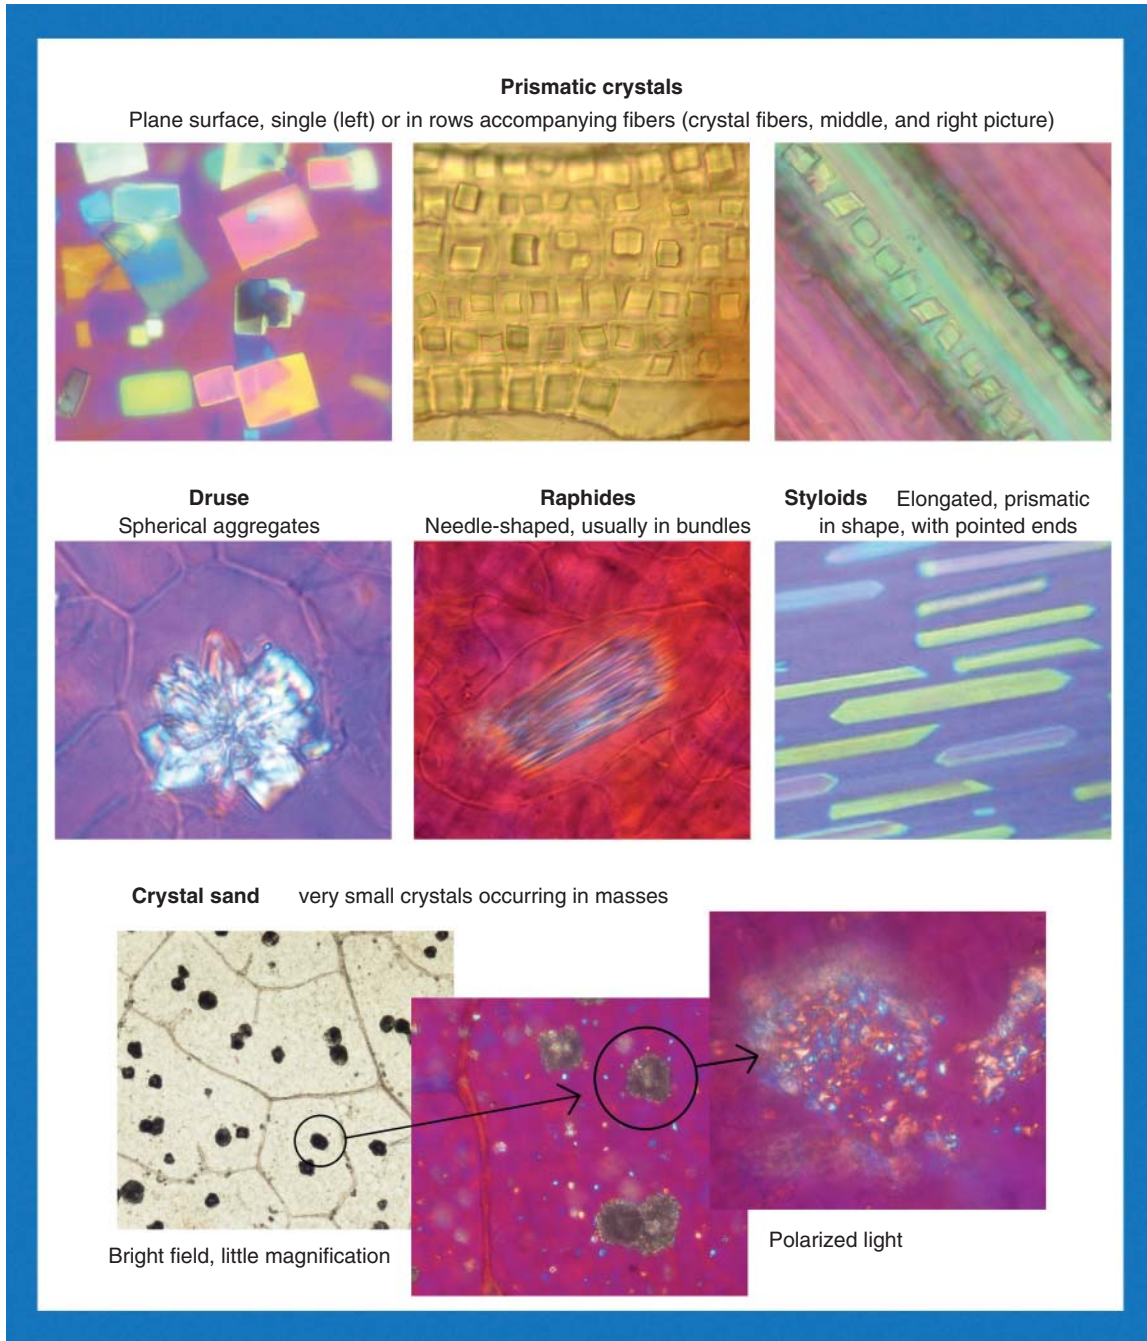 Prismatic crystals
Plane surface, single (left) or in rows accompanying fibers (crystal fibers, middle, and right picture)
Druse
Spherical aggregates
Raphides
Needle-shaped, usually in bundles
Styloids Elongated, prismatic
in shape, with pointed ends
Crystal sand very small crystals occurring in masses
Bright field, little magnification
Polarized light